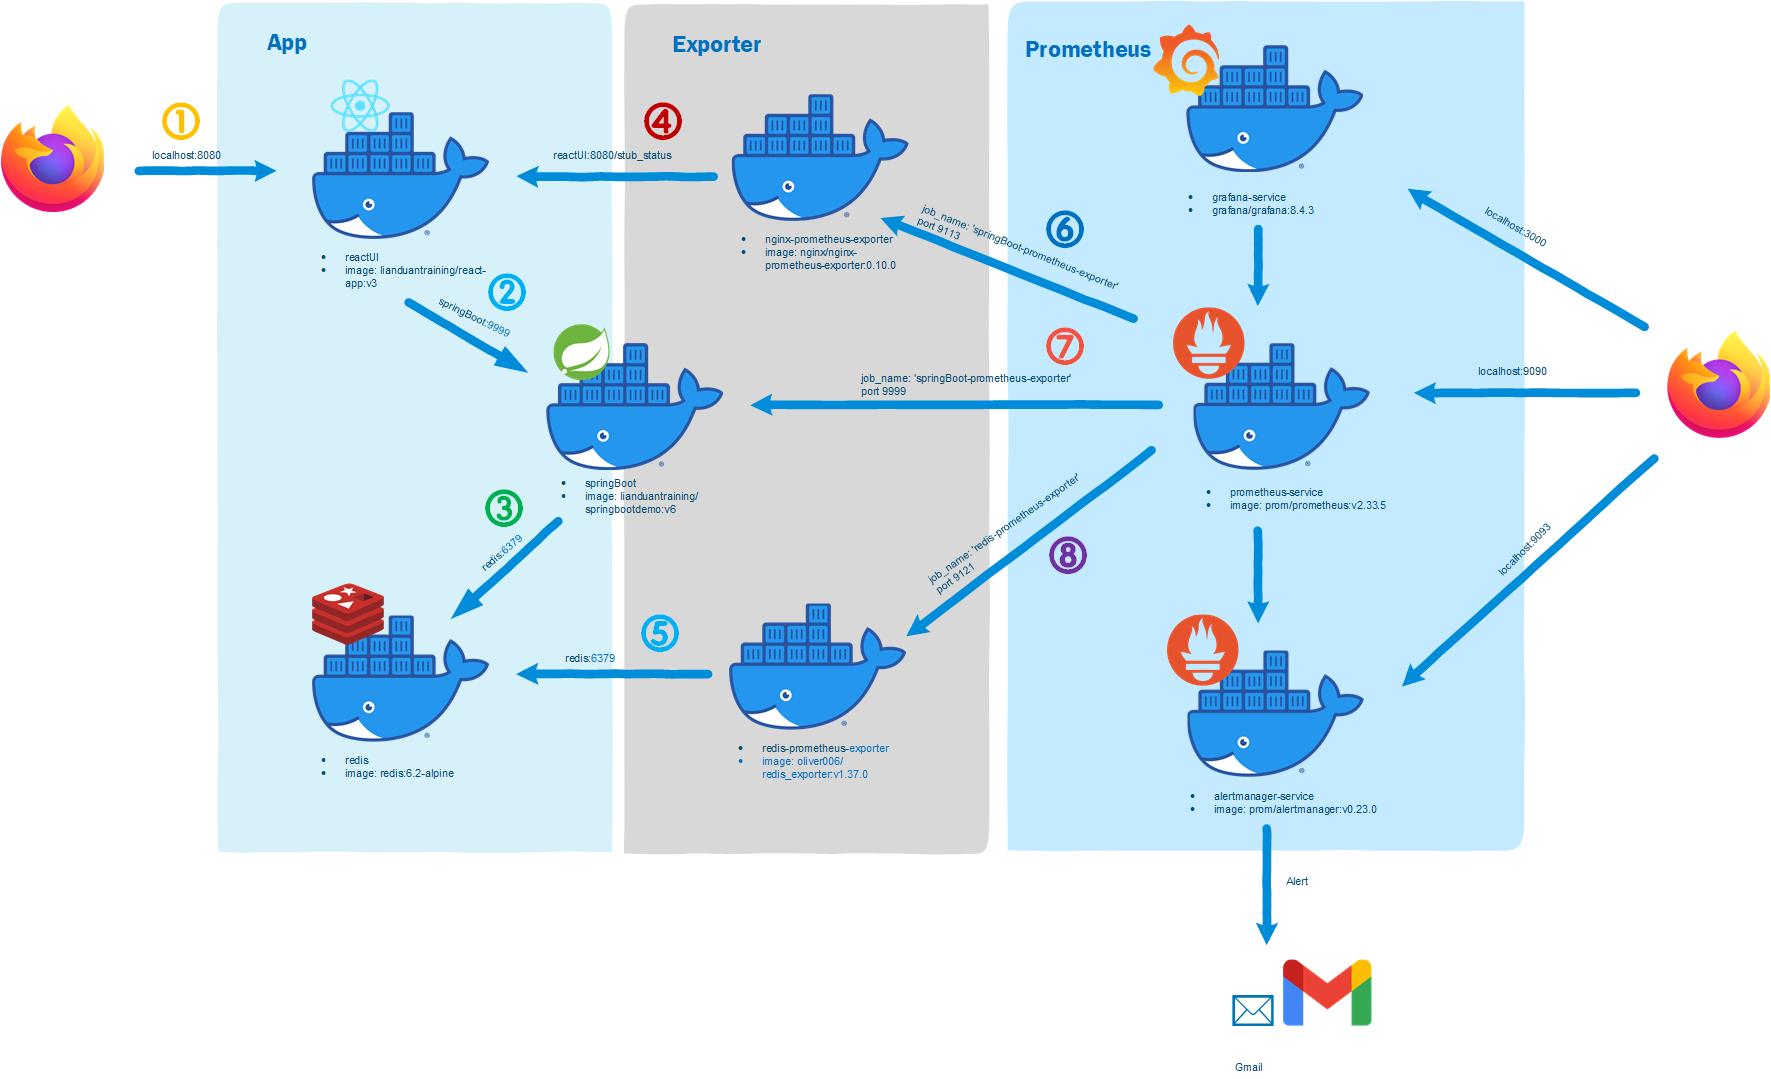 App
Exporter
Prometheus
①
localhost:8080
④
reactUI:8080/stub_status
• reactUI
• image: lianduantraining/react-
app:v3
②
springBoot:9999
• nginx-prometheus-exporter
• image: nginx/nginx-
prometheus-exporter:0.10.0
⑥
job_name: 'springBoot-prometheus-exporter'
port 9113
• grafana-service
• grafana/grafana:8.4.3
localhost:3000
⑦
job_name: 'springBoot-prometheus-exporter'
port 9999
localhost:9090
• springBoot
• image: lianduantraining/
springbootdemo:v6
③
redis:6379
• prometheus-service
• image: prom/prometheus:v2.33.5
⑧
job_name: 'redis-prometheus-exporter'
port 9121
localhost:9093
⑤
redis:6379
• redis
• image: redis:6.2-alpine
• redis-prometheus-exporter
• image: oliver006/
redis_exporter:v1.37.0
• alertmanager-service
• image: prom/alertmanager:v0.23.0
Alert
Gmail